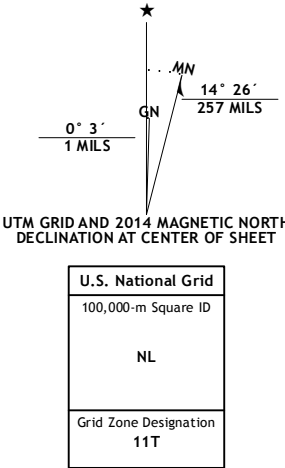 MN
14° 26´
257 MILS
GN
0° 3´
1 MILS
UTM GRID AND 2014 MAGNETIC NORTH
DECLINATION AT CENTER OF SHEET
U.S. National Grid
100,000-m Square ID
NL
Grid Zone Designation
11T